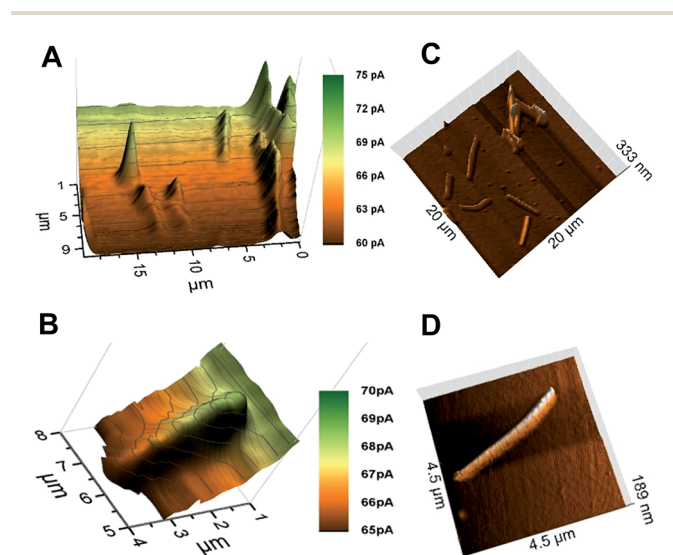 A
75 pA
72 pA
69 pA
66 pA
63 pA
60 pA
1
5
9
µm
15
10
5
0
µm
C
333 nm
20 µm
20 µm
B
70pA
69pA
68pA
67pA
66pA
65pA
8
7
6
5
µm
4
3
2
1
µm
D
4.5 µm
4.5 µm
189 nm